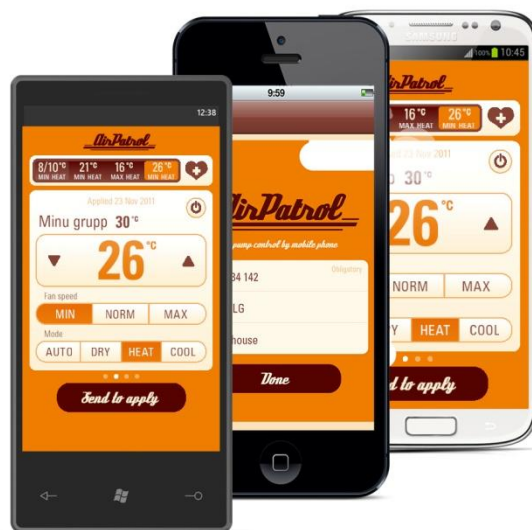 12:38
AirPatrol
8/10°C 21°C 16°C 26°C
MIN HEAT MIN HEAT MAX HEAT MIN HEAT
Applied 23 Nov 2011
Minu grupp 30°C
26°C
Fan speed
MIN NORM MAX
Mode
AUTO DRY HEAT COOL
Send to apply
9:59
AirPatrol
pump control by mobile phone
34 142
Obligatory
LG
house
Done
SAMSUNG
100% 10:45
AirPatrol
16°C 26°C
MAX HEAT MIN HEAT
23 Nov 2011
30°C
26°C
NORM MAX
HEAT COOL
to apply